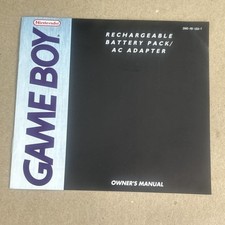 Nintendo
GAME BOY
RECHARGEABLE
BATTERY PACK/
AC ADAPTER
OWNER'S MANUAL